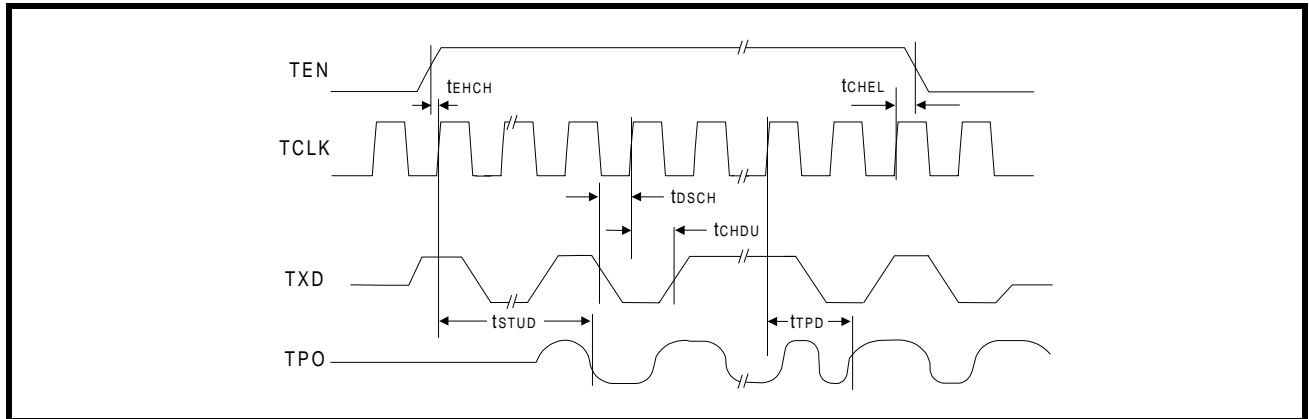 TEN
tEHCH
tCHEL
TCLK
tDSCH
tCHDU
TXD
tSTUD
tTPD
TPO